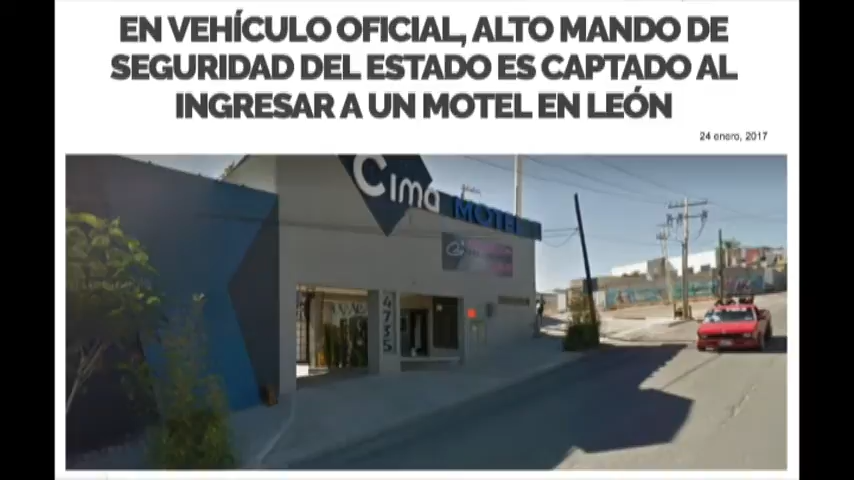 EN VEHÍCULO OFICIAL, ALTO MANDO DE
SEGURIDAD DEL ESTADO ES CAPTADO AL
INGRESAR A UN MOTEL EN LEÓN
24 enero, 2017
Cima
MOTEL
4735